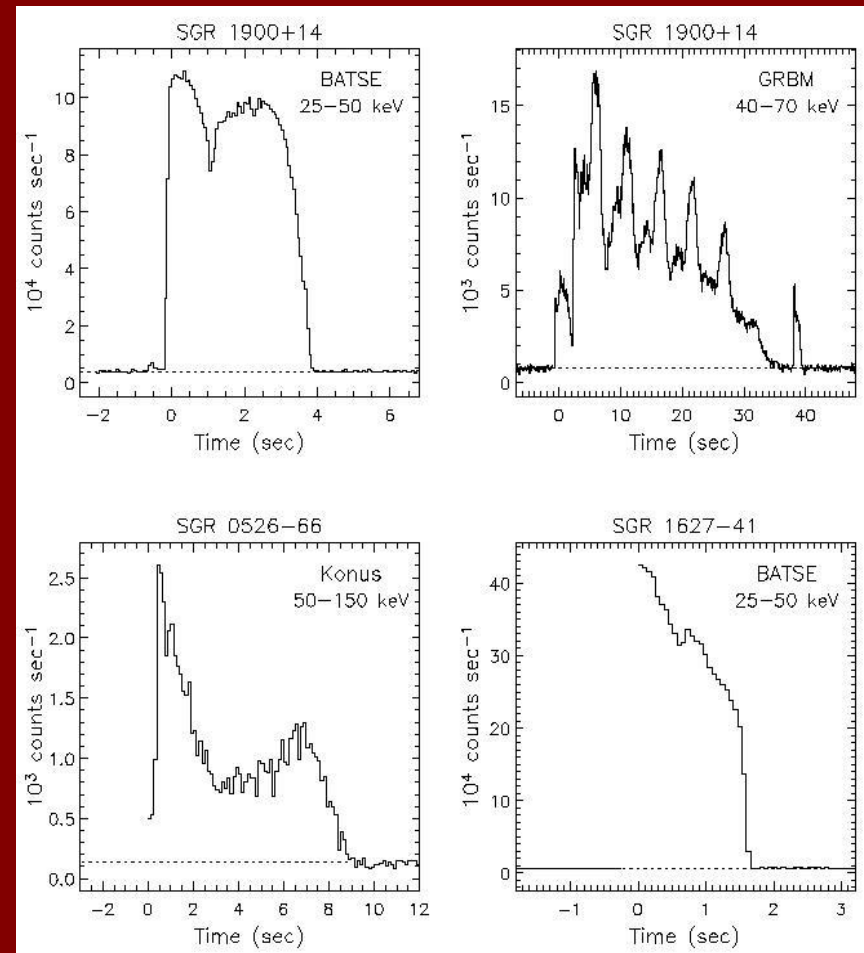 SGR 1900+14
BATSE
25−50 keV
10⁴ counts sec⁻¹
10
8
6
4
2
0
−2 0 2 4 6
Time (sec)
SGR 1900+14
GRBM
40−70 keV
10³ counts sec⁻¹
15
10
5
0
0 10 20 30 40
Time (sec)
SGR 0526−66
Konus
50−150 keV
10³ counts sec⁻¹
2.5
2.0
1.5
1.0
0.5
0.0
−2 0 2 4 6 8 10 12
Time (sec)
SGR 1627−41
BATSE
25−50 keV
10⁴ counts sec⁻¹
40
30
20
10
0
−1 0 1 2 3
Time (sec)